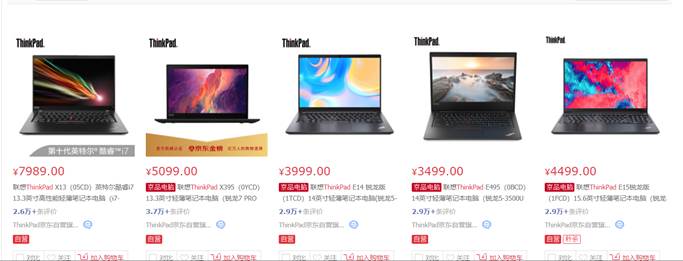 ThinkPad.
第十代英特尔® 酷睿™i7
¥7989.00
联想ThinkPad X13（05CD）英特尔酷睿i7
13.3英寸高性能轻薄笔记本电脑（i7-
2.6万+条评价
ThinkPad京东自营旗...
自营
对比 关注 加入购物车
ThinkPad.
京东金榜
¥5099.00
联想ThinkPad X395（0YCD）
13.3英寸轻薄笔记本电脑（锐龙7 PRO
3.7万+条评价
ThinkPad京东自营旗...
自营
对比 关注 加入购物车
ThinkPad.
¥3999.00
京品电脑 联想ThinkPad E14 锐龙版
（1TCD）14英寸轻薄笔记本电脑(锐龙5-
2.9万+条评价
ThinkPad京东自营旗...
自营
对比 关注 加入购物车
ThinkPad.
¥3499.00
京品电脑 联想ThinkPad E495（0BCD）
14英寸轻薄笔记本电脑（锐龙5-3500U
2.9万+条评价
ThinkPad京东自营旗...
自营
对比 关注 加入购物车
ThinkPad.
¥4499.00
京品电脑 联想ThinkPad E15锐龙版
（1FCD）15.6英寸轻薄笔记本电脑（锐
2.9万+条评价
ThinkPad京东自营旗...
自营
对比 关注 加入购物车